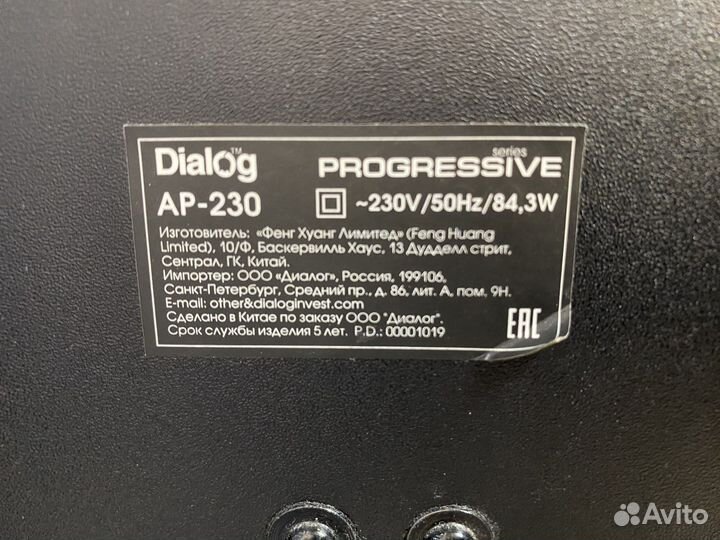 Dialog™
series
PROGRESSIVE
AP-230 ~230V/50Hz/84,3W
Изготовитель: «Фенг Хуанг Лимитед» (Feng Huang
Limited), 10/Ф, Баскервилль Хаус, 13 Дудделл стрит,
Сентрал, ГК, Китай.
Импортер: ООО «Диалог», Россия, 199106,
Санкт-Петербург, Средний пр., д. 86, лит. А, пом. 9Н.
E-mail: other&dialoginvest.com
Сделано в Китае по заказу ООО "Диалог".
Срок службы изделия 5 лет. P.D.: 00001019
EAC
Avito